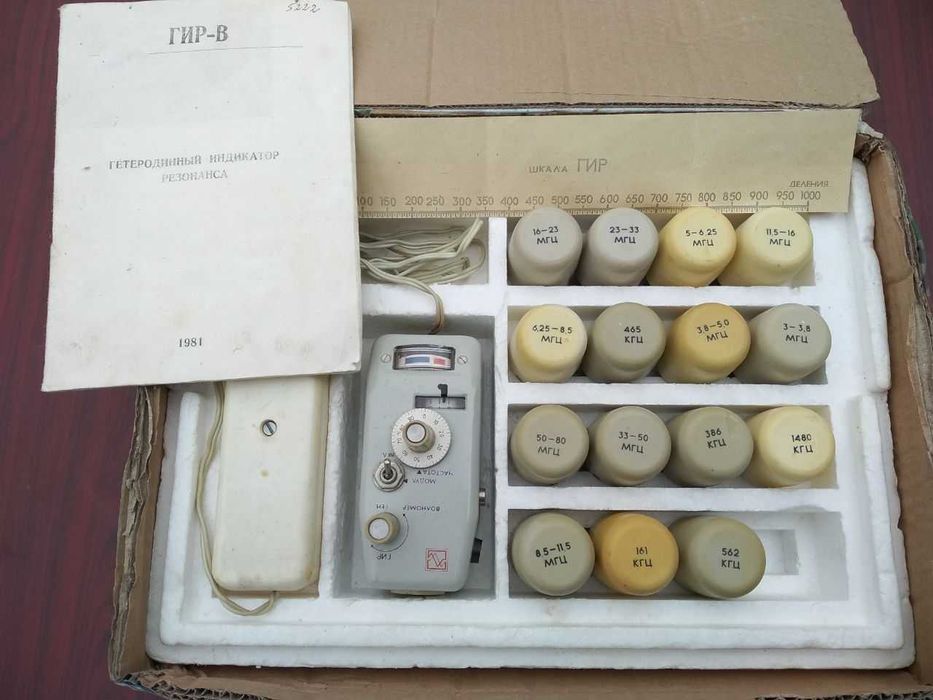 5222
ГИР-В
ГЕТЕРОДИННЫЙ ИНДИКАТОР
РЕЗОНАНСА
1981
ШКАЛА ГИР
ДЕЛЕНИЯ
100 150 200 250 300 350 400 450 500 550 600 650 700 750 800 850 900 950 1000
16-23
МГЦ
23-33
МГЦ
5-6,25
МГЦ
11,5-16
МГЦ
6,25-8,5
МГЦ
465
КГЦ
3,8-5,0
МГЦ
3-3,8
МГЦ
50-80
МГЦ
33-50
МГЦ
386
КГЦ
1480
КГЦ
8,5-11,5
МГЦ
161
КГЦ
562
КГЦ
ЧАСТОТА
МОДУЛ
ВОЛНОМЕР
ГЕН
ГИР